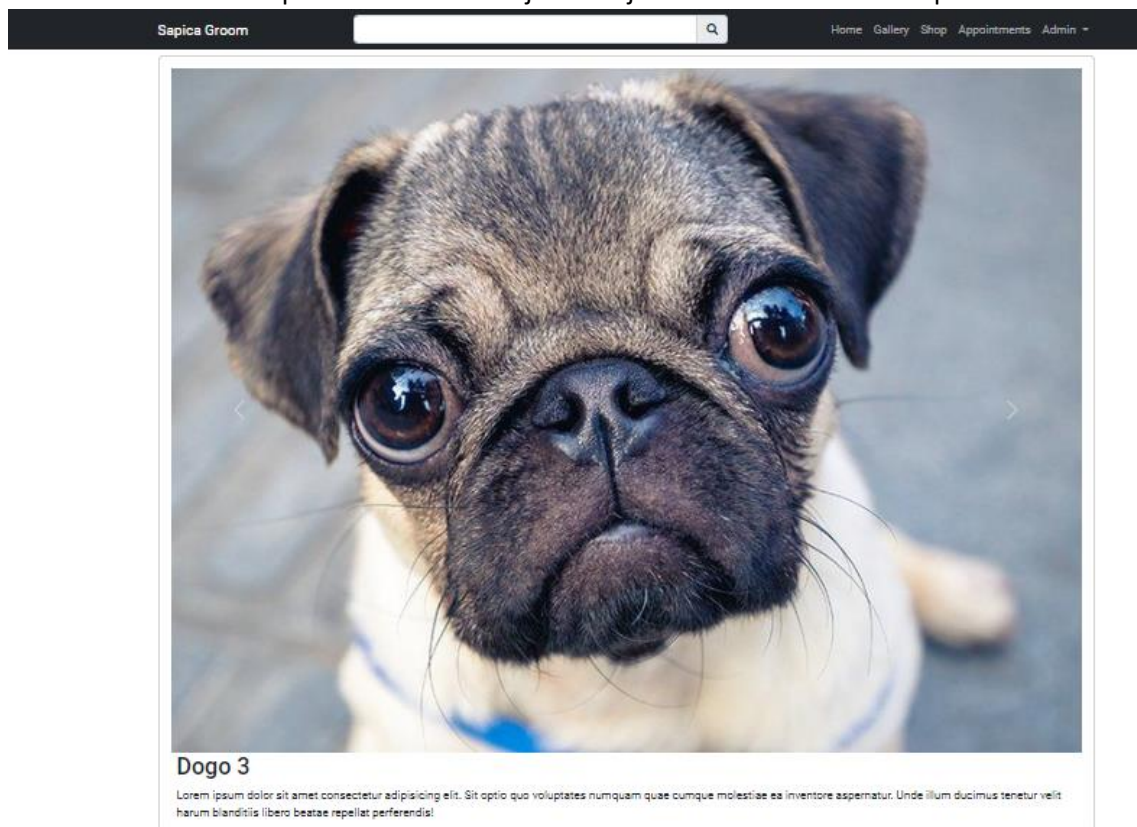 Sapica Groom
Home Gallery Shop Appointments Admin
Dogo 3
Lorem ipsum dolor sit amet consectetur adipisicing elit. Sit optio quo voluptates numquam quae cumque molestiae ea inventore aspernatur. Unde illum ducimus tenetur velit
harum blanditiis libero beatae repellat perferendis!